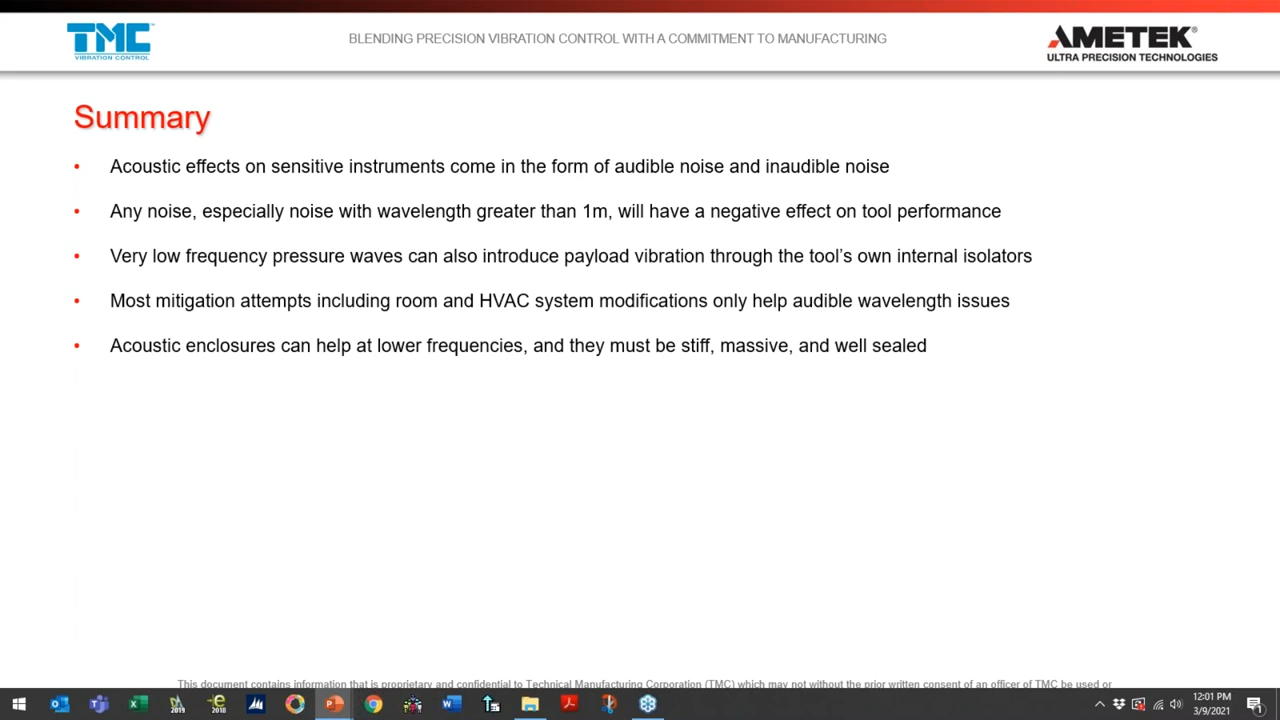 TMC
VIBRATION CONTROL
BLENDING PRECISION VIBRATION CONTROL WITH A COMMITMENT TO MANUFACTURING
AMETEK®
ULTRA PRECISION TECHNOLOGIES
Summary
• Acoustic effects on sensitive instruments come in the form of audible noise and inaudible noise
• Any noise, especially noise with wavelength greater than 1m, will have a negative effect on tool performance
• Very low frequency pressure waves can also introduce payload vibration through the tool's own internal isolators
• Most mitigation attempts including room and HVAC system modifications only help audible wavelength issues
• Acoustic enclosures can help at lower frequencies, and they must be stiff, massive, and well sealed
This document contains information that is proprietary and confidential to Technical Manufacturing Corporation (TMC) which may not without the prior written consent of an officer of TMC be used or
2019
2018
12:01 PM
3/9/2021
1